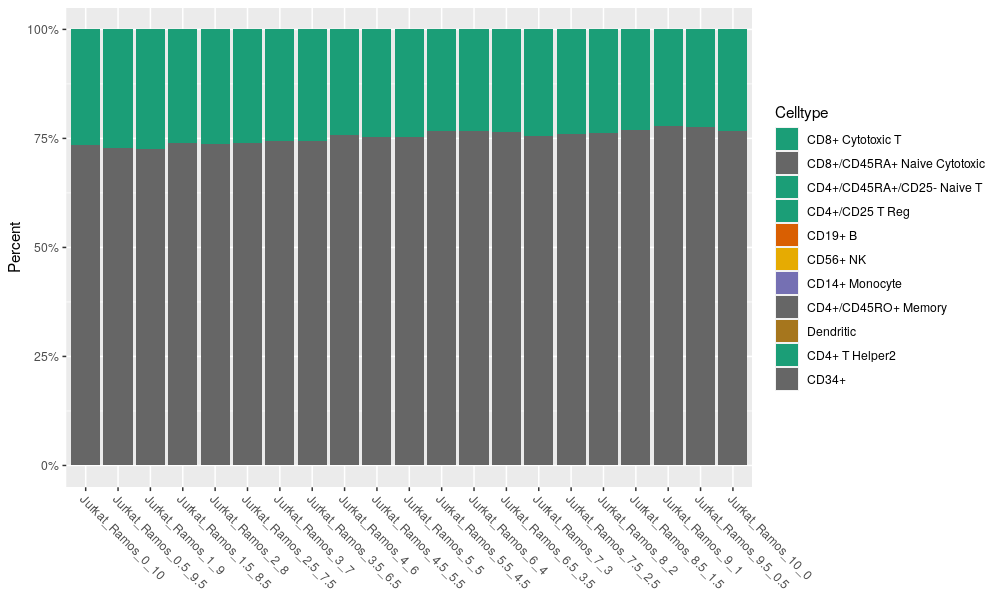 100%
75%
50%
25%
0%
Percent
Jurkat_Ramos_0_10
Jurkat_Ramos_0.5_9.5
Jurkat_Ramos_1_9
Jurkat_Ramos_1.5_8.5
Jurkat_Ramos_2_8
Jurkat_Ramos_2.5_7.5
Jurkat_Ramos_3_7
Jurkat_Ramos_3.5_6.5
Jurkat_Ramos_4_6
Jurkat_Ramos_4.5_5.5
Jurkat_Ramos_5_5
Jurkat_Ramos_5.5_4.5
Jurkat_Ramos_6_4
Jurkat_Ramos_6.5_3.5
Jurkat_Ramos_7_3
Jurkat_Ramos_7.5_2.5
Jurkat_Ramos_8_2
Jurkat_Ramos_8.5_1.5
Jurkat_Ramos_9_1
Jurkat_Ramos_9.5_0.5
Jurkat_Ramos_10_0
Celltype
CD8+ Cytotoxic T
CD8+/CD45RA+ Naive Cytotoxic
CD4+/CD45RA+/CD25- Naive T
CD4+/CD25 T Reg
CD19+ B
CD56+ NK
CD14+ Monocyte
CD4+/CD45RO+ Memory
Dendritic
CD4+ T Helper2
CD34+